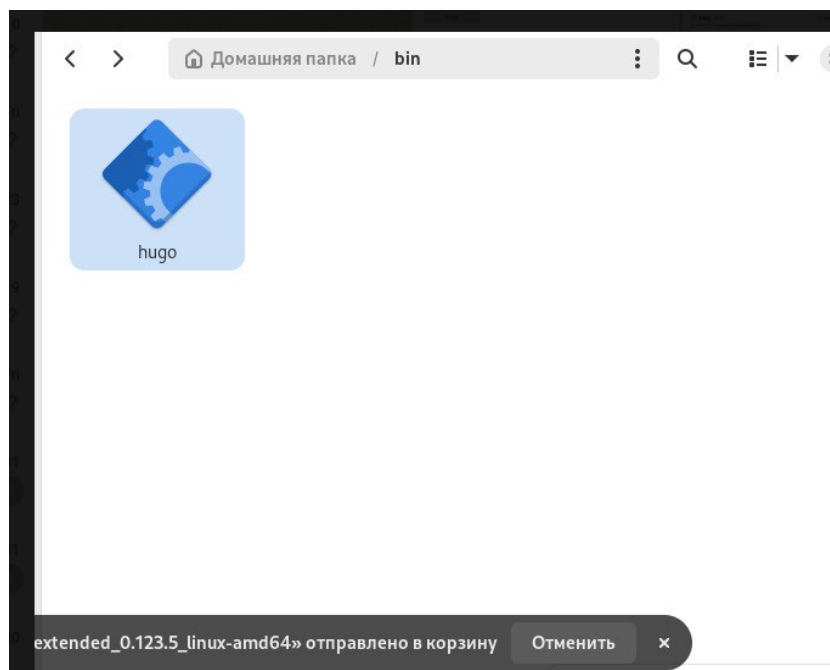 Домашняя папка / bin
hugo
extended_0.123.5_linux-amd64» отправлено в корзину Отменить ×